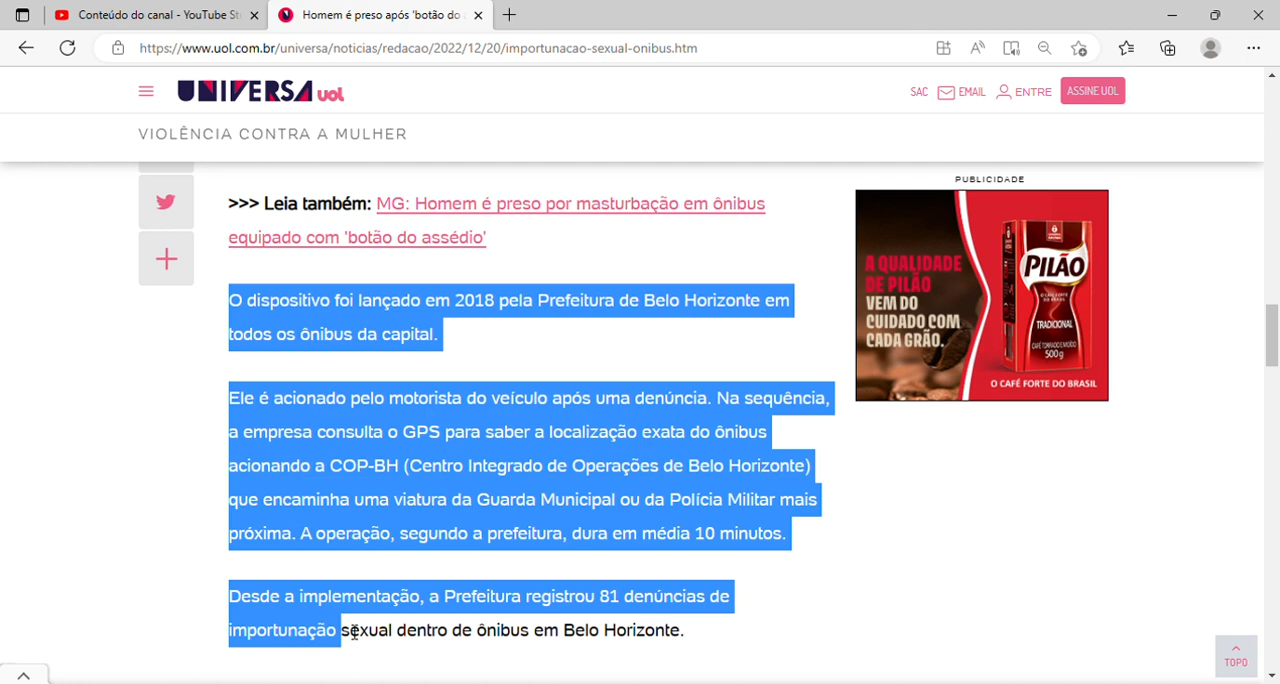 Conteúdo do canal - YouTube St
Homem é preso após 'botão do
https://www.uol.com.br/universa/noticias/redacao/2022/12/20/importunacao-sexual-onibus.htm
UNIVERSA uol
SAC EMAIL ENTRE ASSINE UOL
VIOLÊNCIA CONTRA A MULHER
>>> Leia também: MG: Homem é preso por masturbação em ônibus
equipado com 'botão do assédio'
O dispositivo foi lançado em 2018 pela Prefeitura de Belo Horizonte em
todos os ônibus da capital.
Ele é acionado pelo motorista do veículo após uma denúncia. Na sequência,
a empresa consulta o GPS para saber a localização exata do ônibus
acionando a COP-BH (Centro Integrado de Operações de Belo Horizonte)
que encaminha uma viatura da Guarda Municipal ou da Polícia Militar mais
próxima. A operação, segundo a prefeitura, dura em média 10 minutos.
Desde a implementação, a Prefeitura registrou 81 denúncias de
importunação sexual dentro de ônibus em Belo Horizonte.
PUBLICIDADE
A QUALIDADE
DE PILÃO
VEM DO
CUIDADO COM
CADA GRÃO.
PILÃO
O CAFÉ FORTE DO BRASIL
TRADICIONAL
CAFÉ TORRADO E MOÍDO
500g
O CAFÉ FORTE DO BRASIL
TOPO